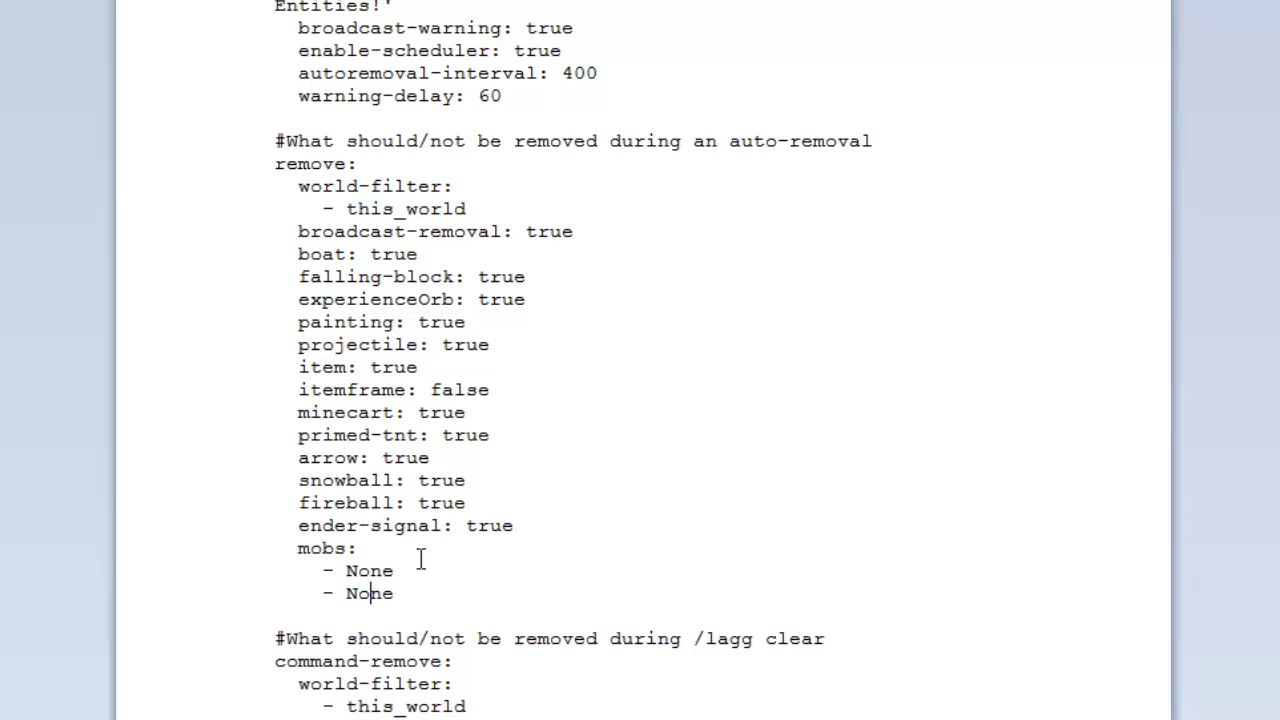 Entities!'
broadcast-warning: true
enable-scheduler: true
autoremoval-interval: 400
warning-delay: 60
#What should/not be removed during an auto-removal
remove:
world-filter:
- this_world
broadcast-removal: true
boat: true
falling-block: true
experienceOrb: true
painting: true
projectile: true
item: true
itemframe: false
minecart: true
primed-tnt: true
arrow: true
snowball: true
fireball: true
ender-signal: true
mobs:
- None
- None
#What should/not be removed during /lagg clear
command-remove:
world-filter:
- this_world